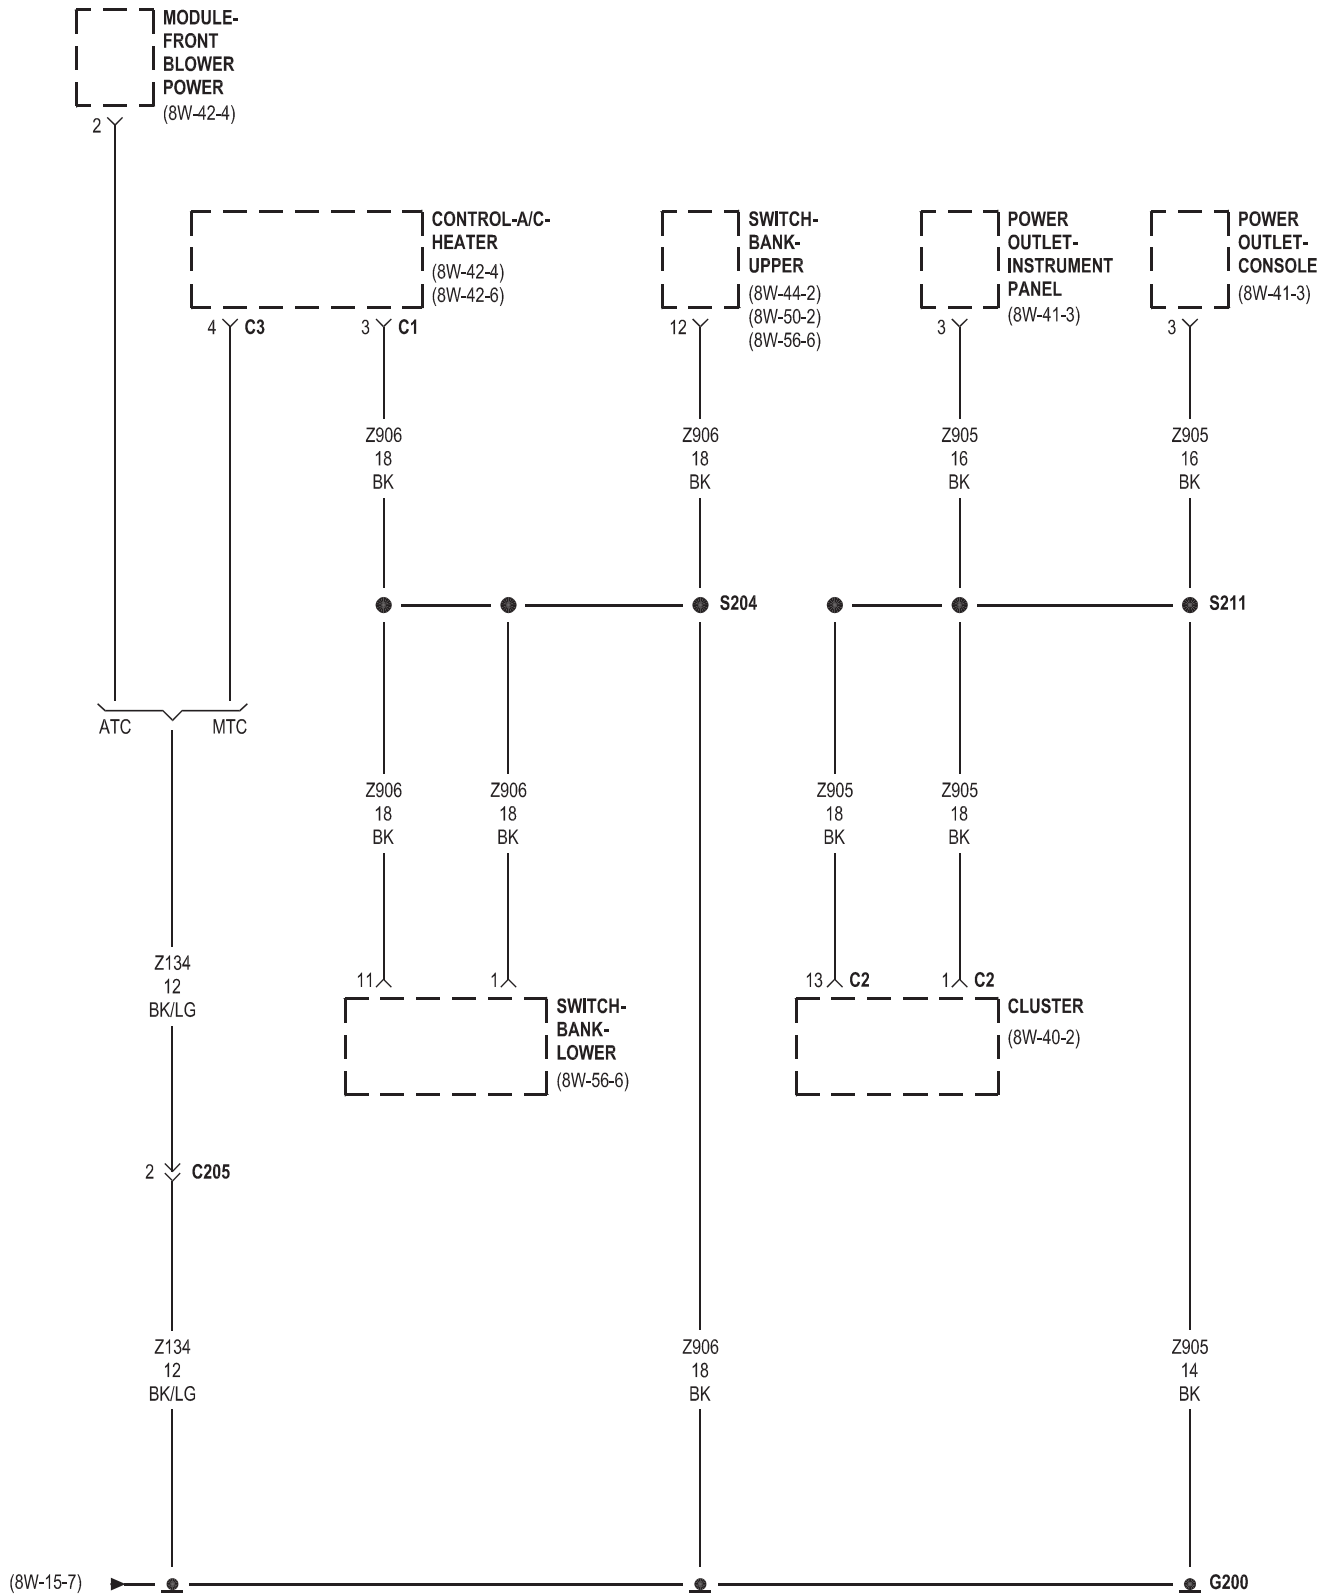 MODULE-
FRONT
BLOWER
POWER
(8W-42-4)
2
CONTROL-A/C-
HEATER
(8W-42-4)
(8W-42-6)
4 C3
3 C1
SWITCH-
BANK-
UPPER
(8W-44-2)
(8W-50-2)
(8W-56-6)
12
POWER
OUTLET-
INSTRUMENT
PANEL
(8W-41-3)
3
POWER
OUTLET-
CONSOLE
(8W-41-3)
3
Z906
18
BK
Z906
18
BK
Z905
16
BK
Z905
16
BK
S204
S211
ATC
MTC
Z906
18
BK
Z906
18
BK
Z905
18
BK
Z905
18
BK
Z134
12
BK/LG
11
1
SWITCH-
BANK-
LOWER
(8W-56-6)
13 C2
1 C2
CLUSTER
(8W-40-2)
2 C205
Z134
12
BK/LG
Z906
18
BK
Z905
14
BK
(8W-15-7)
G200